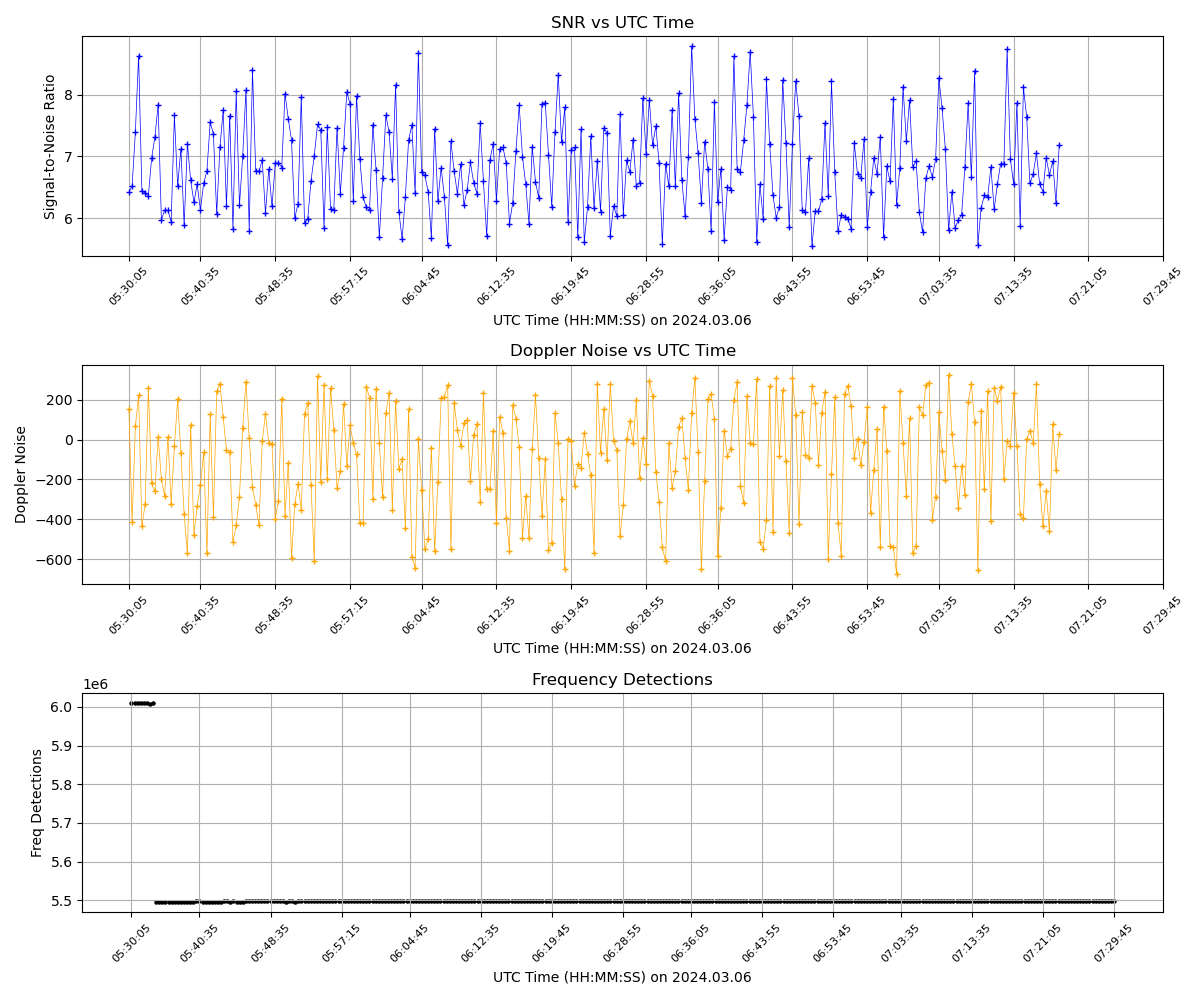 SNR vs UTC Time
Signal-to-Noise Ratio
8
7
6
05:30:05 05:40:35 05:48:35 05:57:15 06:04:45 06:12:35 06:19:45 06:28:55 06:36:05 06:43:55 06:53:45 07:03:35 07:13:35 07:21:05 07:29:45
UTC Time (HH:MM:SS) on 2024.03.06
Doppler Noise vs UTC Time
Doppler Noise
200
0
−200
−400
−600
05:30:05 05:40:35 05:48:35 05:57:15 06:04:45 06:12:35 06:19:45 06:28:55 06:36:05 06:43:55 06:53:45 07:03:35 07:13:35 07:21:05 07:29:45
UTC Time (HH:MM:SS) on 2024.03.06
Frequency Detections
1e6
Freq Detections
6.0
5.9
5.8
5.7
5.6
5.5
05:30:05 05:40:35 05:48:35 05:57:15 06:04:45 06:12:35 06:19:45 06:28:55 06:36:05 06:43:55 06:53:45 07:03:35 07:13:35 07:21:05 07:29:45
UTC Time (HH:MM:SS) on 2024.03.06